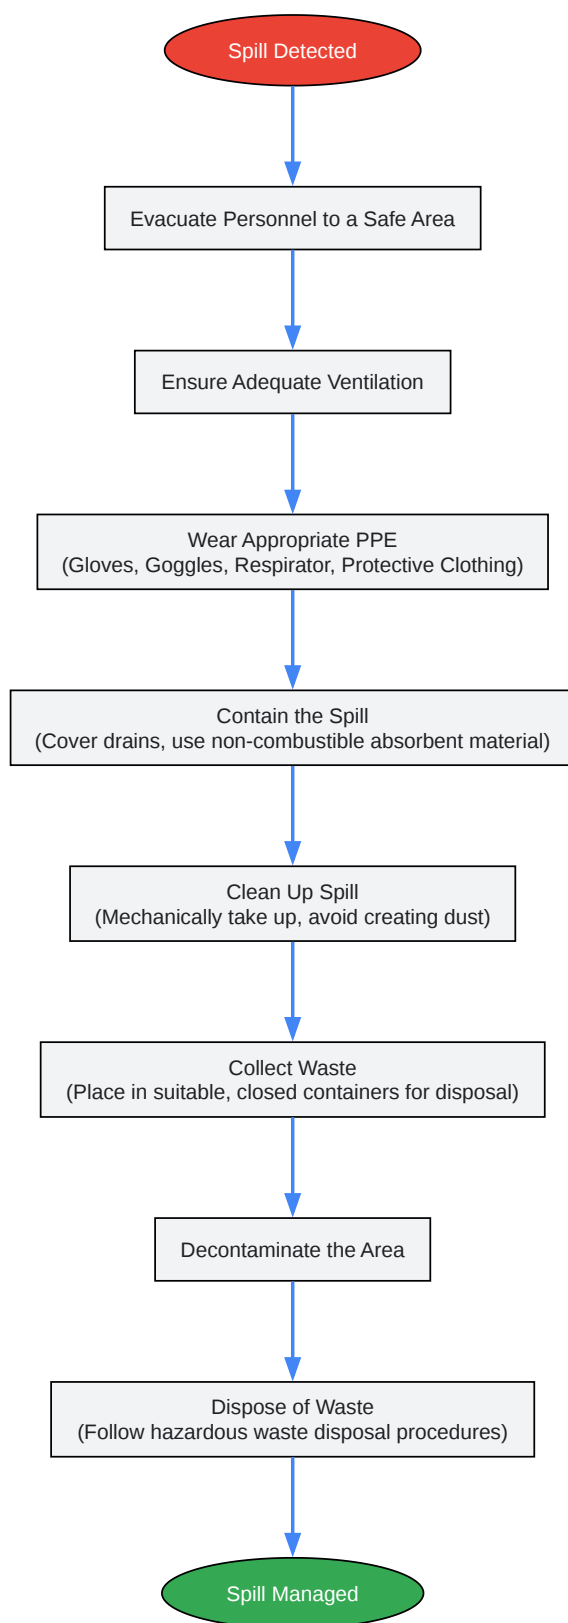 Spill Detected
Evacuate Personnel to a Safe Area
Ensure Adequate Ventilation
Wear Appropriate PPE
(Gloves, Goggles, Respirator, Protective Clothing)
Contain the Spill
(Cover drains, use non-combustible absorbent material)
Clean Up Spill
(Mechanically take up, avoid creating dust)
Collect Waste
(Place in suitable, closed containers for disposal)
Decontaminate the Area
Dispose of Waste
(Follow hazardous waste disposal procedures)
Spill Managed